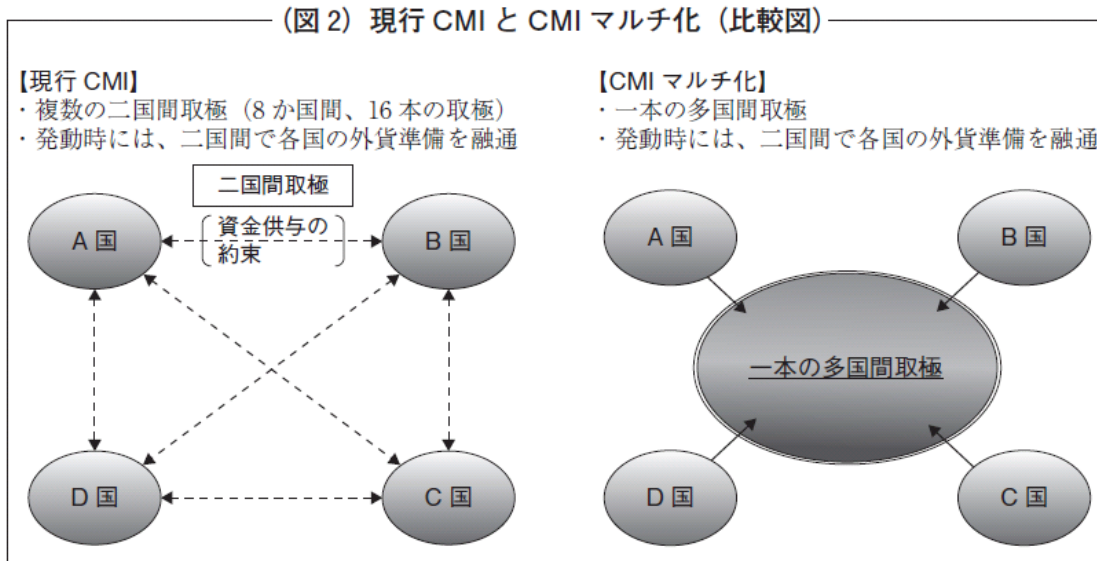 (図 2) 現行 CMI と CMI マルチ化（比較図）
【現行 CMI】
・複数の二国間取極（8 か国間、16 本の取極）
・発動時には、二国間で各国の外貨準備を融通
二国間取極
資金供与の
約束
A 国
B 国
D 国
C 国
【CMI マルチ化】
・一本の多国間取極
・発動時には、二国間で各国の外貨準備を融通
A 国
B 国
一本の多国間取極
D 国
C 国